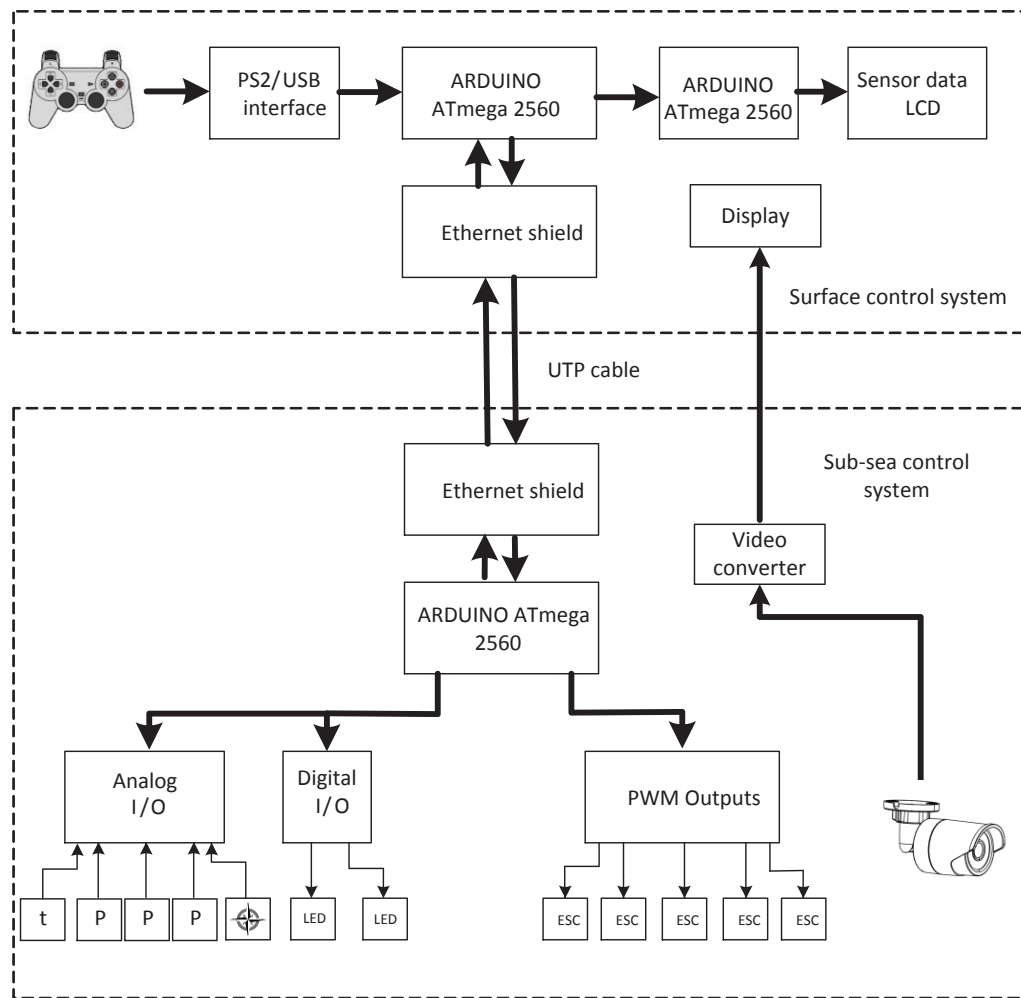 PS2/USB
interface
ARDUINO
ATmega 2560
ARDUINO
ATmega 2560
Sensor data
LCD
Ethernet shield
Display
Surface control system
UTP cable
Ethernet shield
Sub-sea control
system
Video
converter
ARDUINO ATmega
2560
Analog
I/O
Digital
I/O
PWM Outputs
t
P
P
P
LED
LED
ESC
ESC
ESC
ESC
ESC